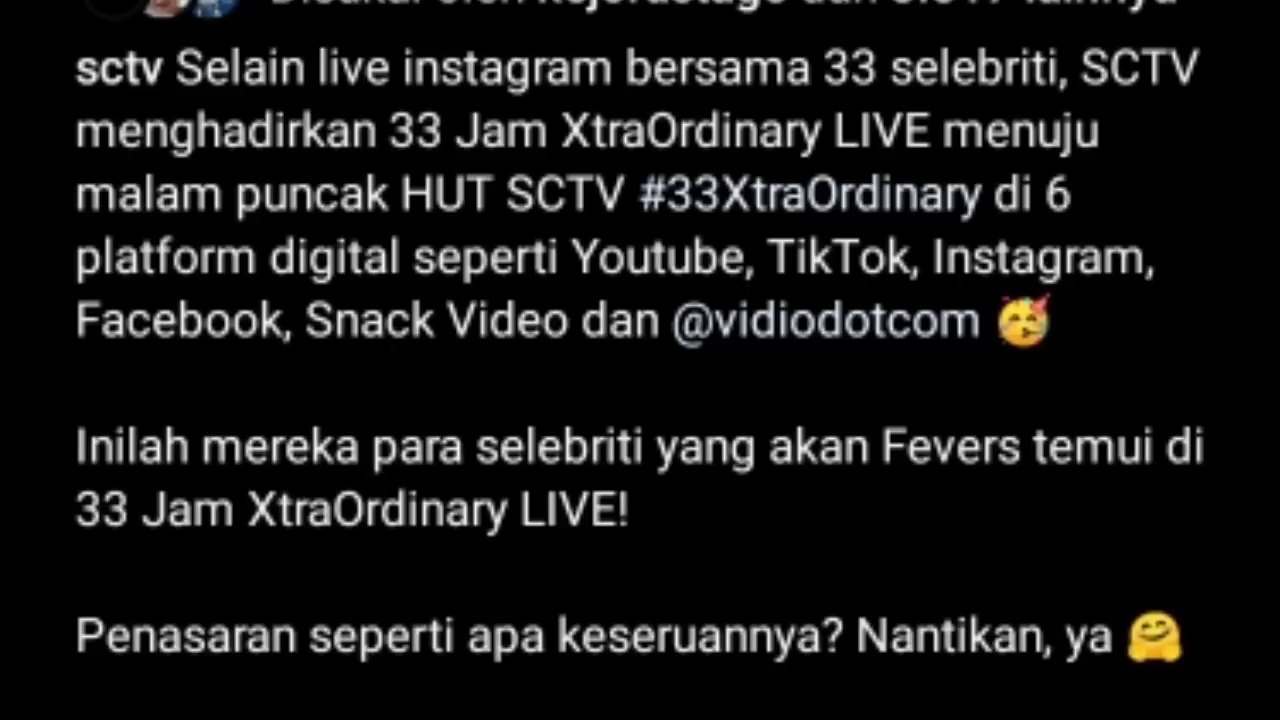 sctv Selain live instagram bersama 33 selebriti, SCTV
menghadirkan 33 Jam XtraOrdinary LIVE menuju
malam puncak HUT SCTV #33XtraOrdinary di 6
platform digital seperti Youtube, TikTok, Instagram,
Facebook, Snack Video dan @vidiodotcom 🥳
Inilah mereka para selebriti yang akan Fevers temui di
33 Jam XtraOrdinary LIVE!
Penasaran seperti apa keseruannya? Nantikan, ya 🤗